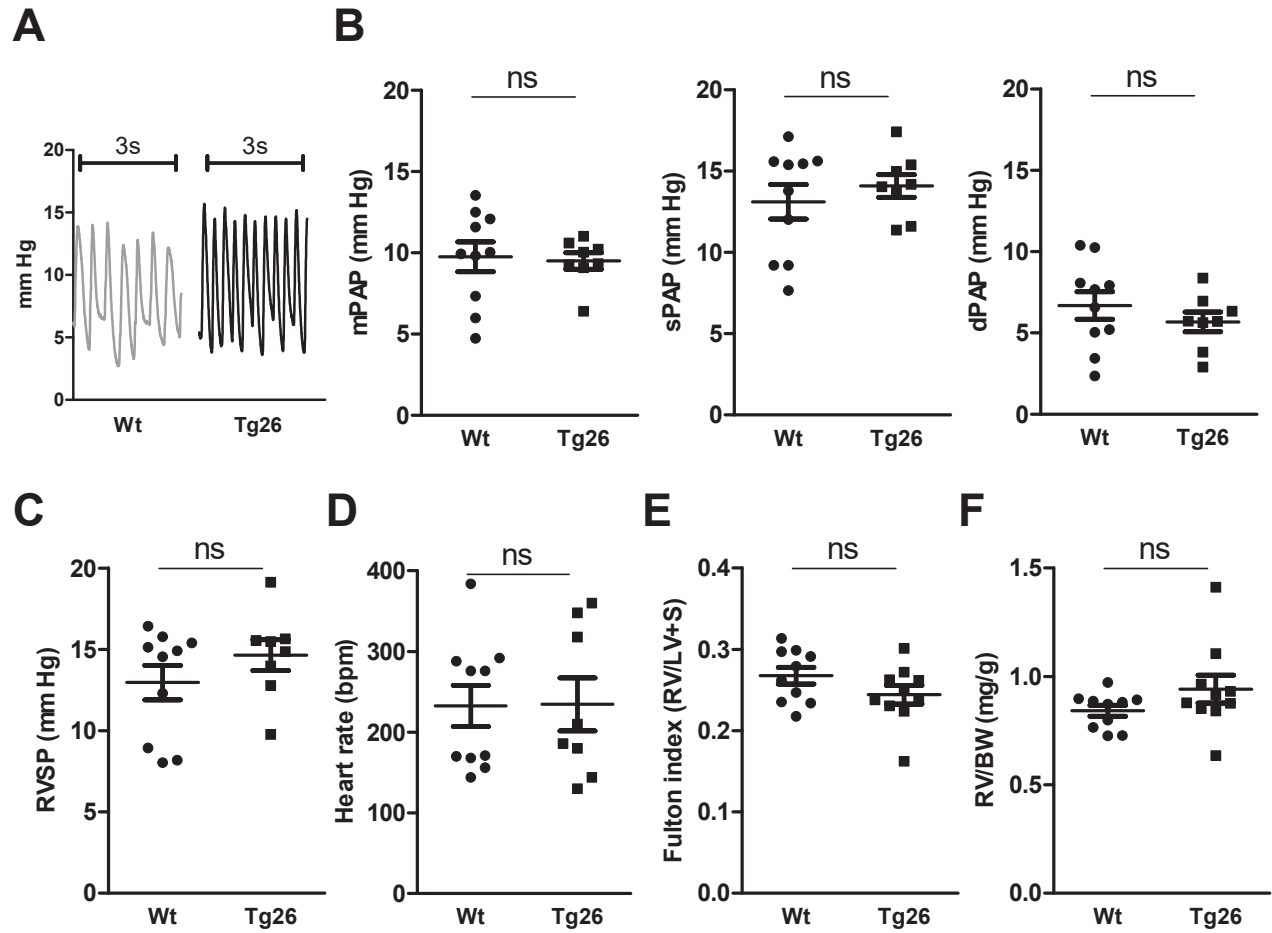 A
B
3s
3s
20
15
10
5
0
mm Hg
Wt
Tg26
ns
20
15
10
5
0
mPAP (mm Hg)
Wt
Tg26
ns
20
15
10
5
0
sPAP (mm Hg)
Wt
Tg26
ns
20
15
10
5
0
dPAP (mm Hg)
Wt
Tg26
C
D
E
F
ns
20
15
10
5
0
RVSP (mm Hg)
Wt
Tg26
ns
400
300
200
100
0
Heart rate (bpm)
Wt
Tg26
ns
0.4
0.3
0.2
0.1
0.0
Fulton index (RV/LV+S)
Wt
Tg26
ns
1.5
1.0
0.5
0.0
RV/BW (mg/g)
Wt
Tg26